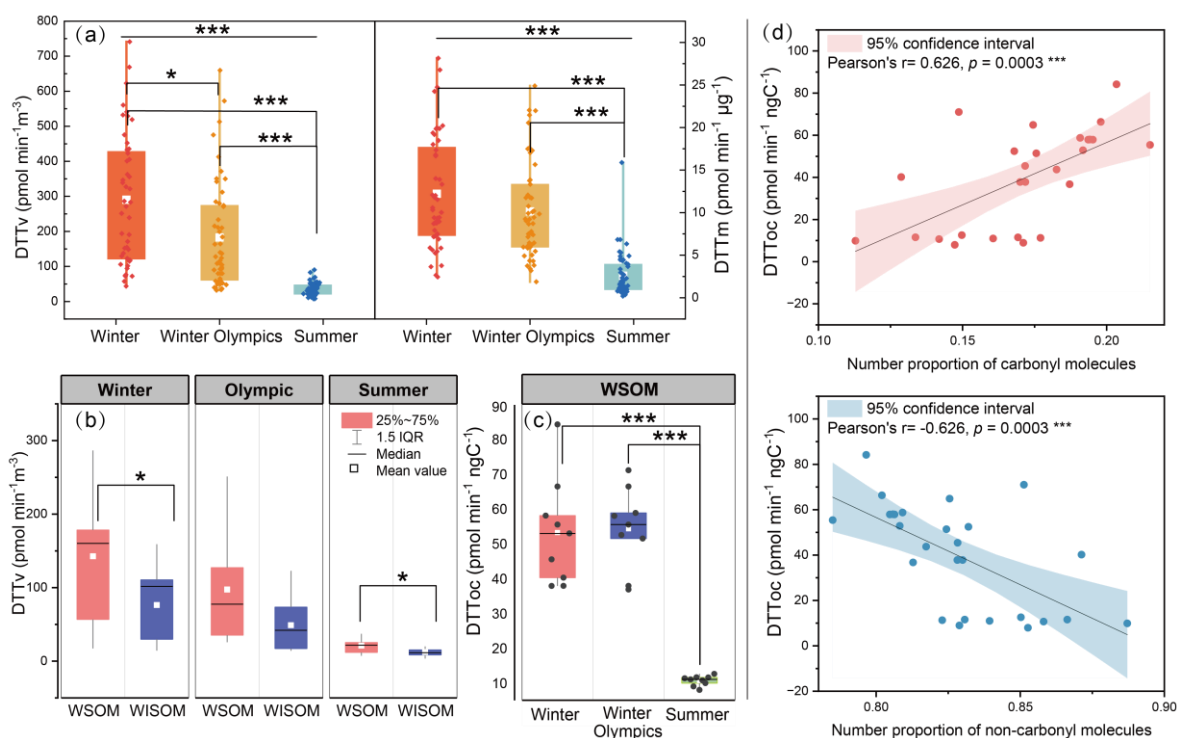 (a)
DTTv (pmol min⁻¹m⁻³)
800
700
600
500
400
300
200
100
0
***
*
***
***
***
***
***
30
25
20
15
10
5
0
DTTm (pmol min⁻¹ μg⁻¹)
Winter
Winter Olympics
Summer
Winter
Winter Olympics
Summer
(b)
Winter
Olympic
Summer
DTTv (pmol min⁻¹m⁻³)
300
200
100
0
*
*
25%~75%
1.5 IQR
Median
Mean value
WSOM WISOM
WSOM WISOM
WSOM WISOM
(c)
WSOM
DTToc (pmol min⁻¹ ngC⁻¹)
90
80
70
60
50
40
30
20
10
***
***
Winter
Winter
Olympics
Summer
(d)
95% confidence interval
Pearson's r= 0.626, p = 0.0003 ***
DTToc (pmol min⁻¹ ngC⁻¹)
100
80
60
40
20
0
−20
0.10
0.15
0.20
Number proportion of carbonyl molecules
95% confidence interval
Pearson's r= -0.626, p = 0.0003 ***
DTToc (pmol min⁻¹ ngC⁻¹)
100
80
60
40
20
0
−20
0.80
0.85
0.90
Number proportion of non-carbonyl molecules